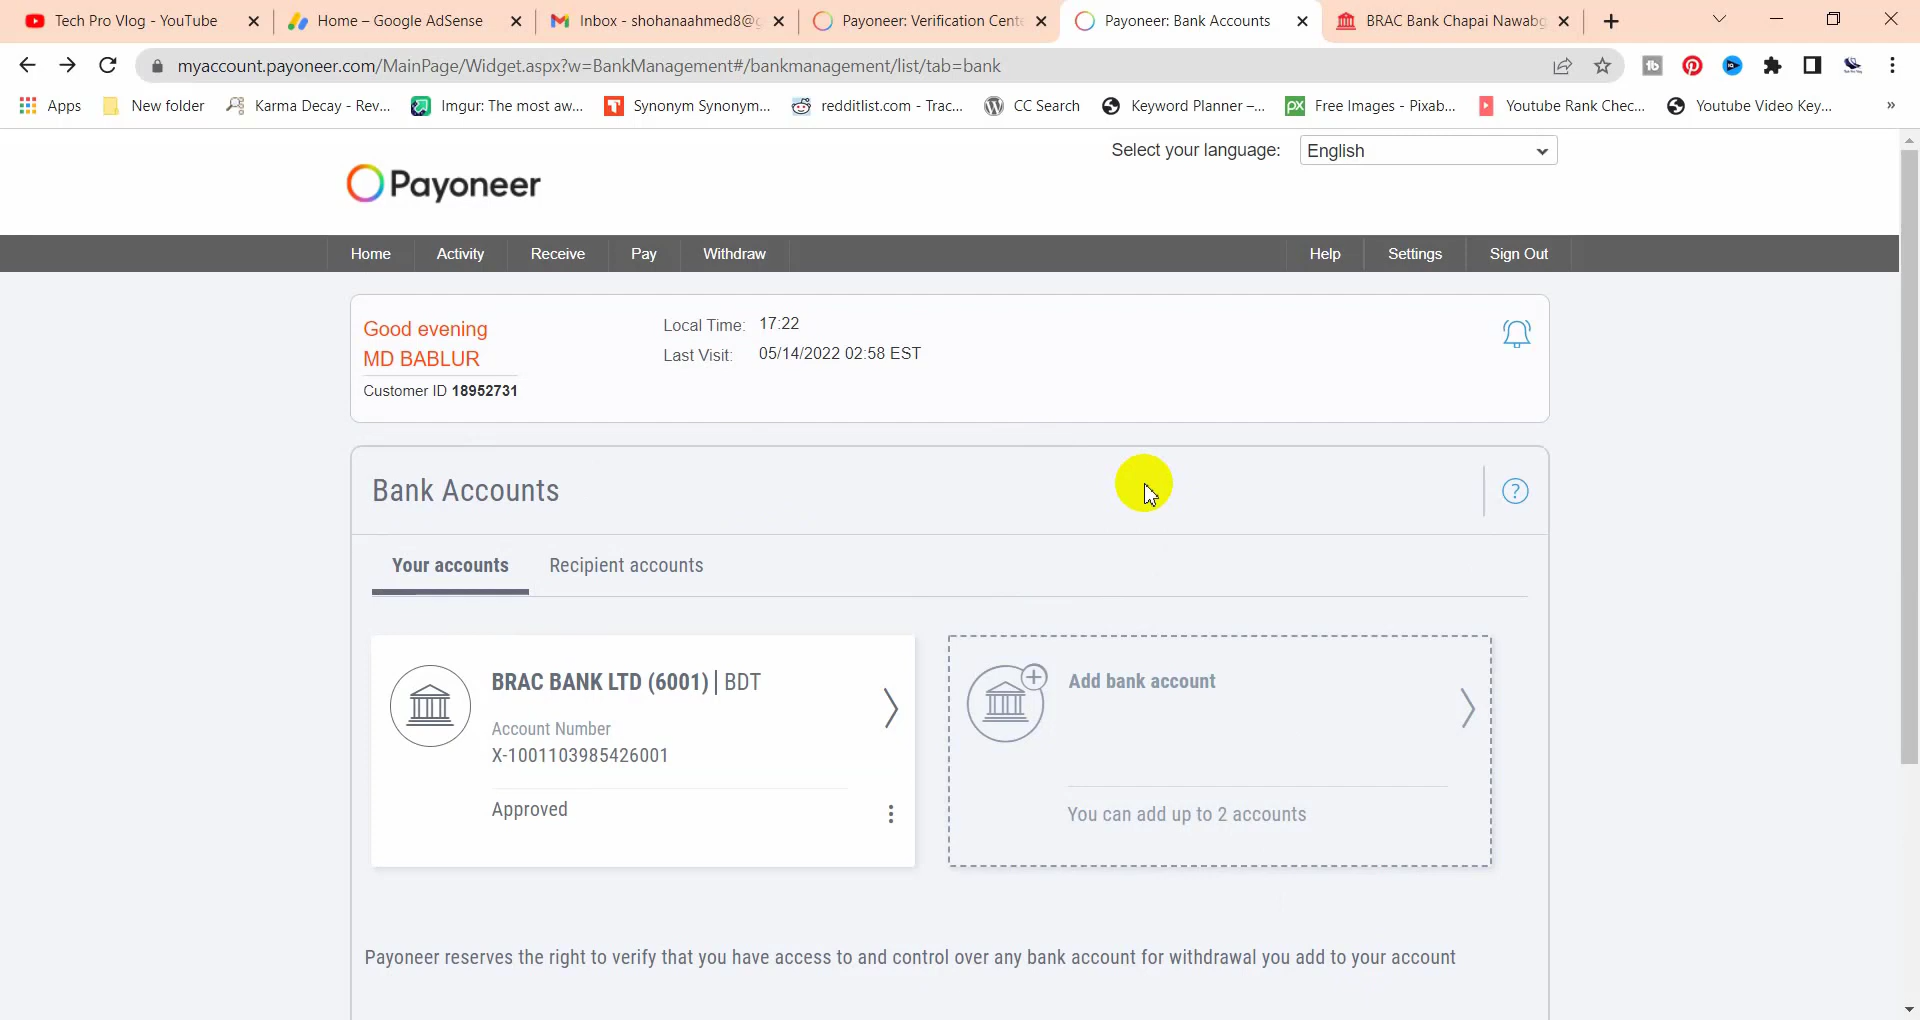 Tech Pro Vlog - YouTube
Home – Google AdSense
Inbox - shohanaahmed8@g
Payoneer: Verification Cente
Payoneer: Bank Accounts
BRAC Bank Chapai Nawabg
myaccount.payoneer.com/MainPage/Widget.aspx?w=BankManagement#/bankmanagement/list/tab=bank
Apps
New folder
Karma Decay - Rev...
Imgur: The most aw...
Synonym Synonym...
redditlist.com - Trac...
CC Search
Keyword Planner –...
Free Images - Pixab...
Youtube Rank Chec...
Youtube Video Key...
»
Select your language:
English
Payoneer
Home
Activity
Receive
Pay
Withdraw
Help
Settings
Sign Out
Good evening
MD BABLUR
Customer ID 18952731
Local Time: 17:22
Last Visit: 05/14/2022 02:58 EST
Bank Accounts
?
Your accounts
Recipient accounts
BRAC BANK LTD (6001) | BDT
Account Number
X-1001103985426001
Approved
Add bank account
You can add up to 2 accounts
Payoneer reserves the right to verify that you have access to and control over any bank account for withdrawal you add to your account